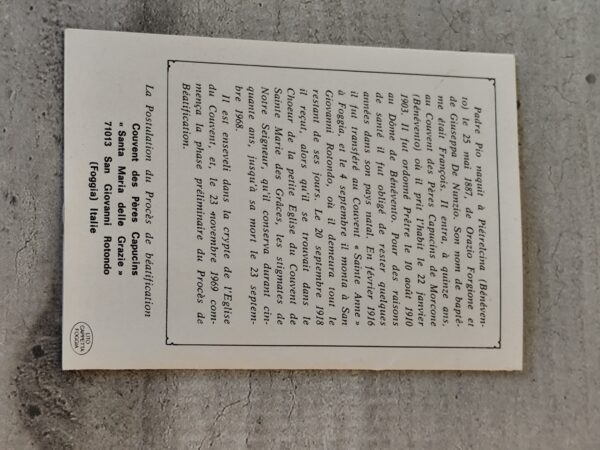 Padre Pio naquit à Piétrelcina (Bénéven-
to) le 25 mai 1887, de Orazio Forgione et
de Giuseppa De Nunzio. Son nom de baptê-
me était François. Il entra, à quinze ans,
au Couvent des Pères Capucins de Morcone
(Bénévento) où il prit l'habit le 22 janvier
1903. Il fut ordonné Prêtre le 10 août 1910
au Dôme de Bénévento. Pour des raisons
de santé il fut obligé de rester quelques
années dans son pays natal. En février 1916
il fut transféré au Couvent « Sainte Anne »
à Foggia, et le 4 septembre il monta à San
Giovanni Rotondo, où il demeura tout le
restant de ses jours. Le 20 septembre 1918
il reçut, alors qu'il se trouvait dans le
Choeur de la petite Eglise du Couvent de
Sainte Marie des Grâces, les stigmates de
Notre Seigneur, qu'il conserva durant cin-
quante ans, jusqu'à sa mort le 23 septem-
bre 1968.
Il est enseveli dans la crypte de l'Eglise
du Couvent, et le 23 novembre 1969 com-
mença la phase préliminaire du Procès de
Béatification.
La Postulation du Procès de béatification
Couvent des Pères Capucins
« Santa Maria delle Grazie »
71013 San Giovanni Rotondo
(Foggia) Italie
LITO
CAPPETTA
FOGGIA